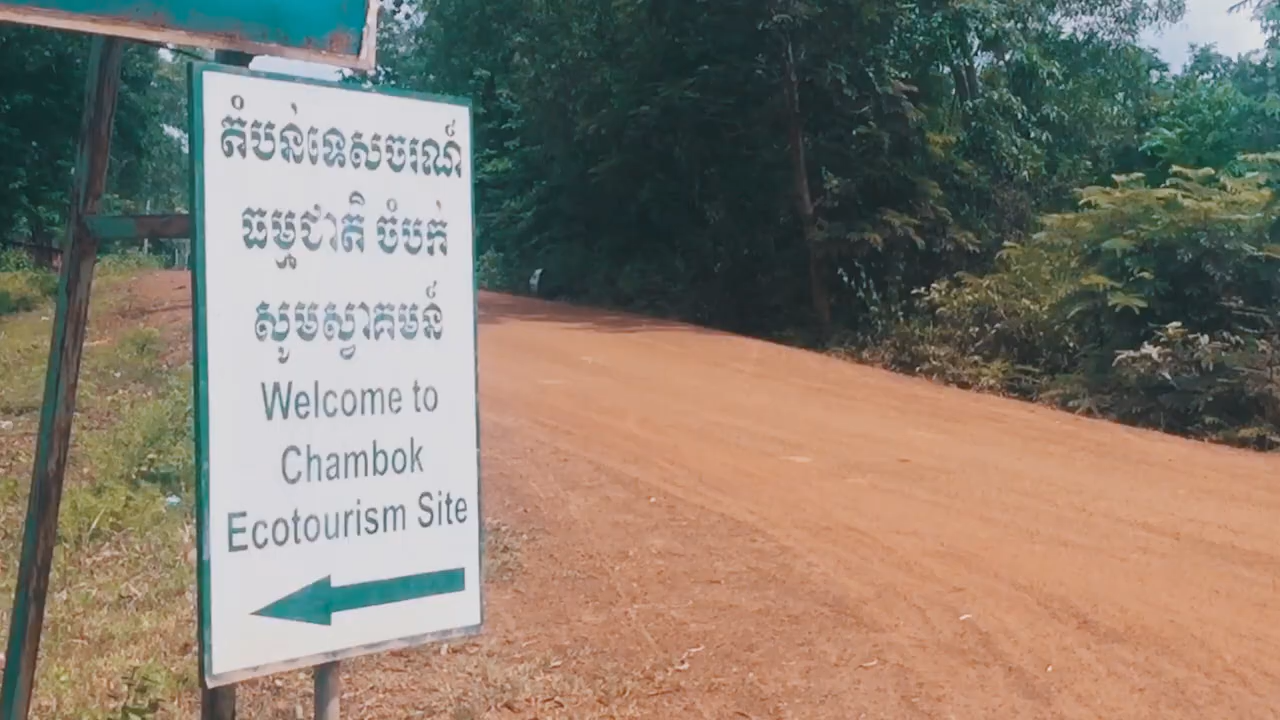 តំបន់ទេសចរណ៍
ធម្មជាតិ ចំបក់
សូមស្វាគមន៍
Welcome to
Chambok
Ecotourism Site